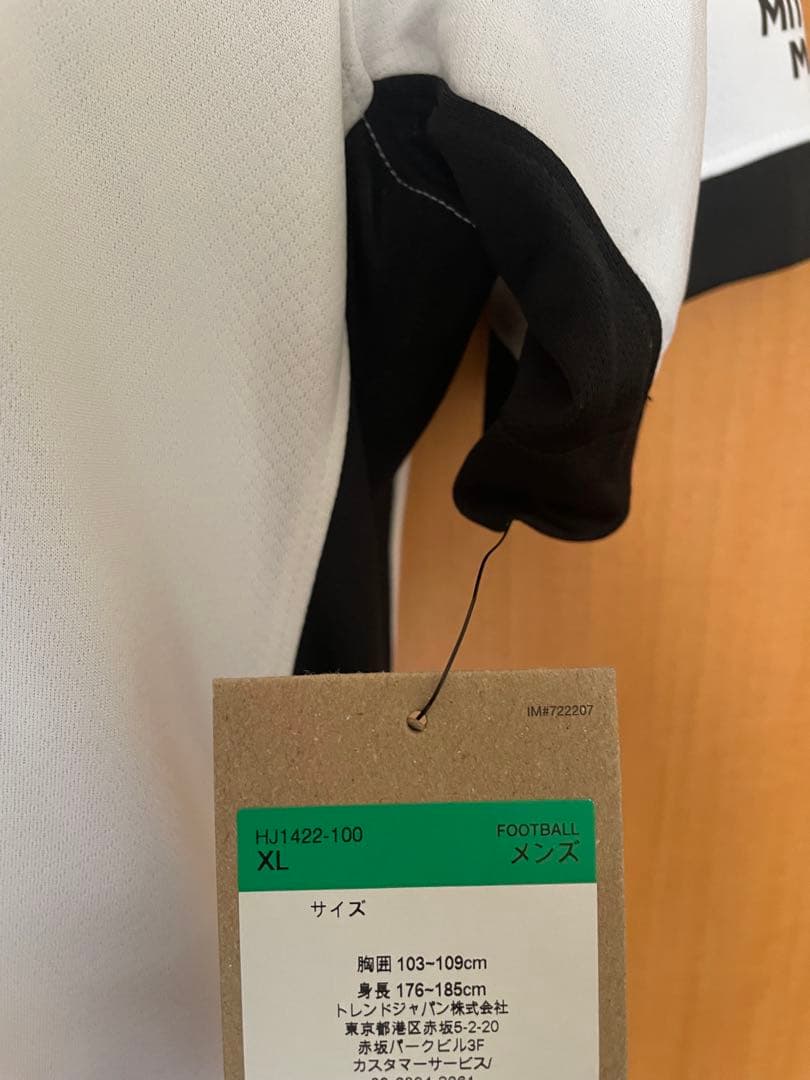 IM#722207
HJ1422-100
XL
FOOTBALL
メンズ
サイズ
胸囲 103~109cm
身長 176~185cm
トレンドジャパン株式会社
東京都港区赤坂5-2-20
赤坂パークビル3F
カスタマーサービス/